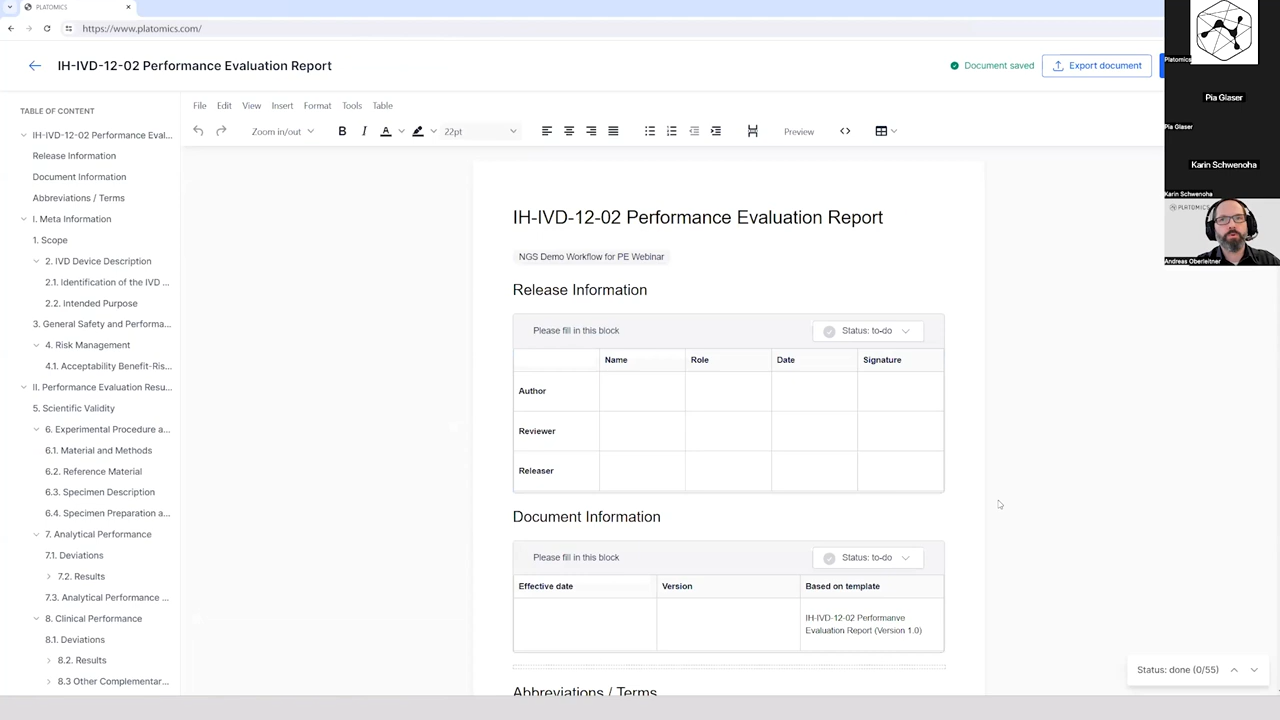 PLATOMICS
https://www.platomics.com/
IH-IVD-12-02 Performance Evaluation Report
Document saved
Export document
TABLE OF CONTENT
IH-IVD-12-02 Performance Eval...
Release Information
Document Information
Abbreviations / Terms
I. Meta Information
1. Scope
2. IVD Device Description
2.1. Identification of the IVD ...
2.2. Intended Purpose
3. General Safety and Performa...
4. Risk Management
4.1. Acceptability Benefit-Ris...
II. Performance Evaluation Resu...
5. Scientific Validity
6. Experimental Procedure a...
6.1. Material and Methods
6.2. Reference Material
6.3. Specimen Description
6.4. Specimen Preparation a...
7. Analytical Performance
7.1. Deviations
7.2. Results
7.3. Analytical Performance ...
8. Clinical Performance
8.1. Deviations
8.2. Results
8.3 Other Complementar...
File Edit View Insert Format Tools Table
Zoom in/out B I A 22pt Preview
IH-IVD-12-02 Performance Evaluation Report
NGS Demo Workflow for PE Webinar
Release Information
Please fill in this block Status: to-do
Name Role Date Signature
Author
Reviewer
Releaser
Document Information
Please fill in this block Status: to-do
Effective date Version Based on template
IH-IVD-12-02 Performanve
Evaluation Report (Version 1.0)
Abbreviations / Terms
Status: done (0/55)
Platomics
Pia Glaser
Pia Glaser
Karin Schwenoha
Karin Schwenoha
PLATOMICS
Andreas Oberleitner